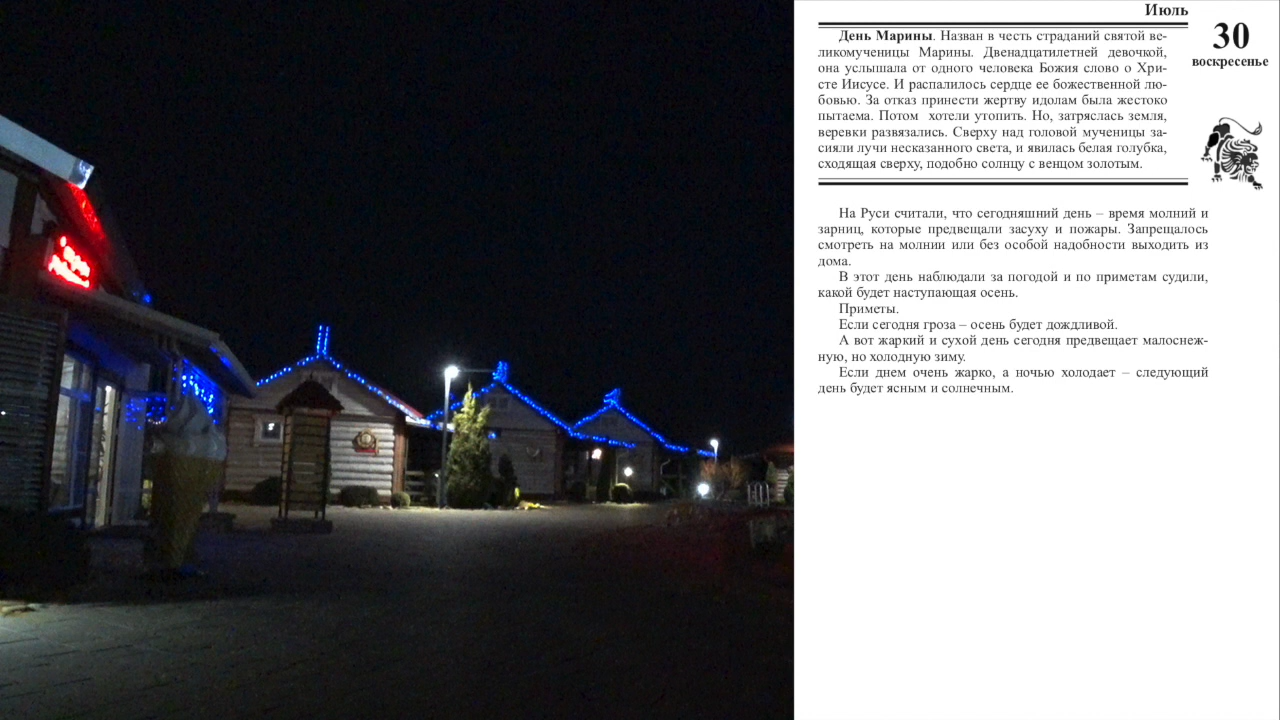 Июль
30
воскресенье
День Марины. Назван в честь страданий святой ве-
ликомученицы Марины. Двенадцатилетней девочкой,
она услышала от одного человека Божия слово о Хри-
сте Иисусе. И распалилось сердце ее божественной лю-
бовью. За отказ принести жертву идолам была жестоко
пытаема. Потом хотели утопить. Но, затряслась земля,
веревки развязались. Сверху над головой мученицы за-
сияли лучи несказанного света, и явилась белая голубка,
сходящая сверху, подобно солнцу с венцом золотым.
На Руси считали, что сегодняшний день – время молний и
зарниц, которые предвещали засуху и пожары. Запрещалось
смотреть на молнии или без особой надобности выходить из
дома.
В этот день наблюдали за погодой и по приметам судили,
какой будет наступающая осень.
Приметы.
Если сегодня гроза – осень будет дождливой.
А вот жаркий и сухой день сегодня предвещает малоснеж-
ную, но холодную зиму.
Если днем очень жарко, а ночью холодает – следующий
день будет ясным и солнечным.